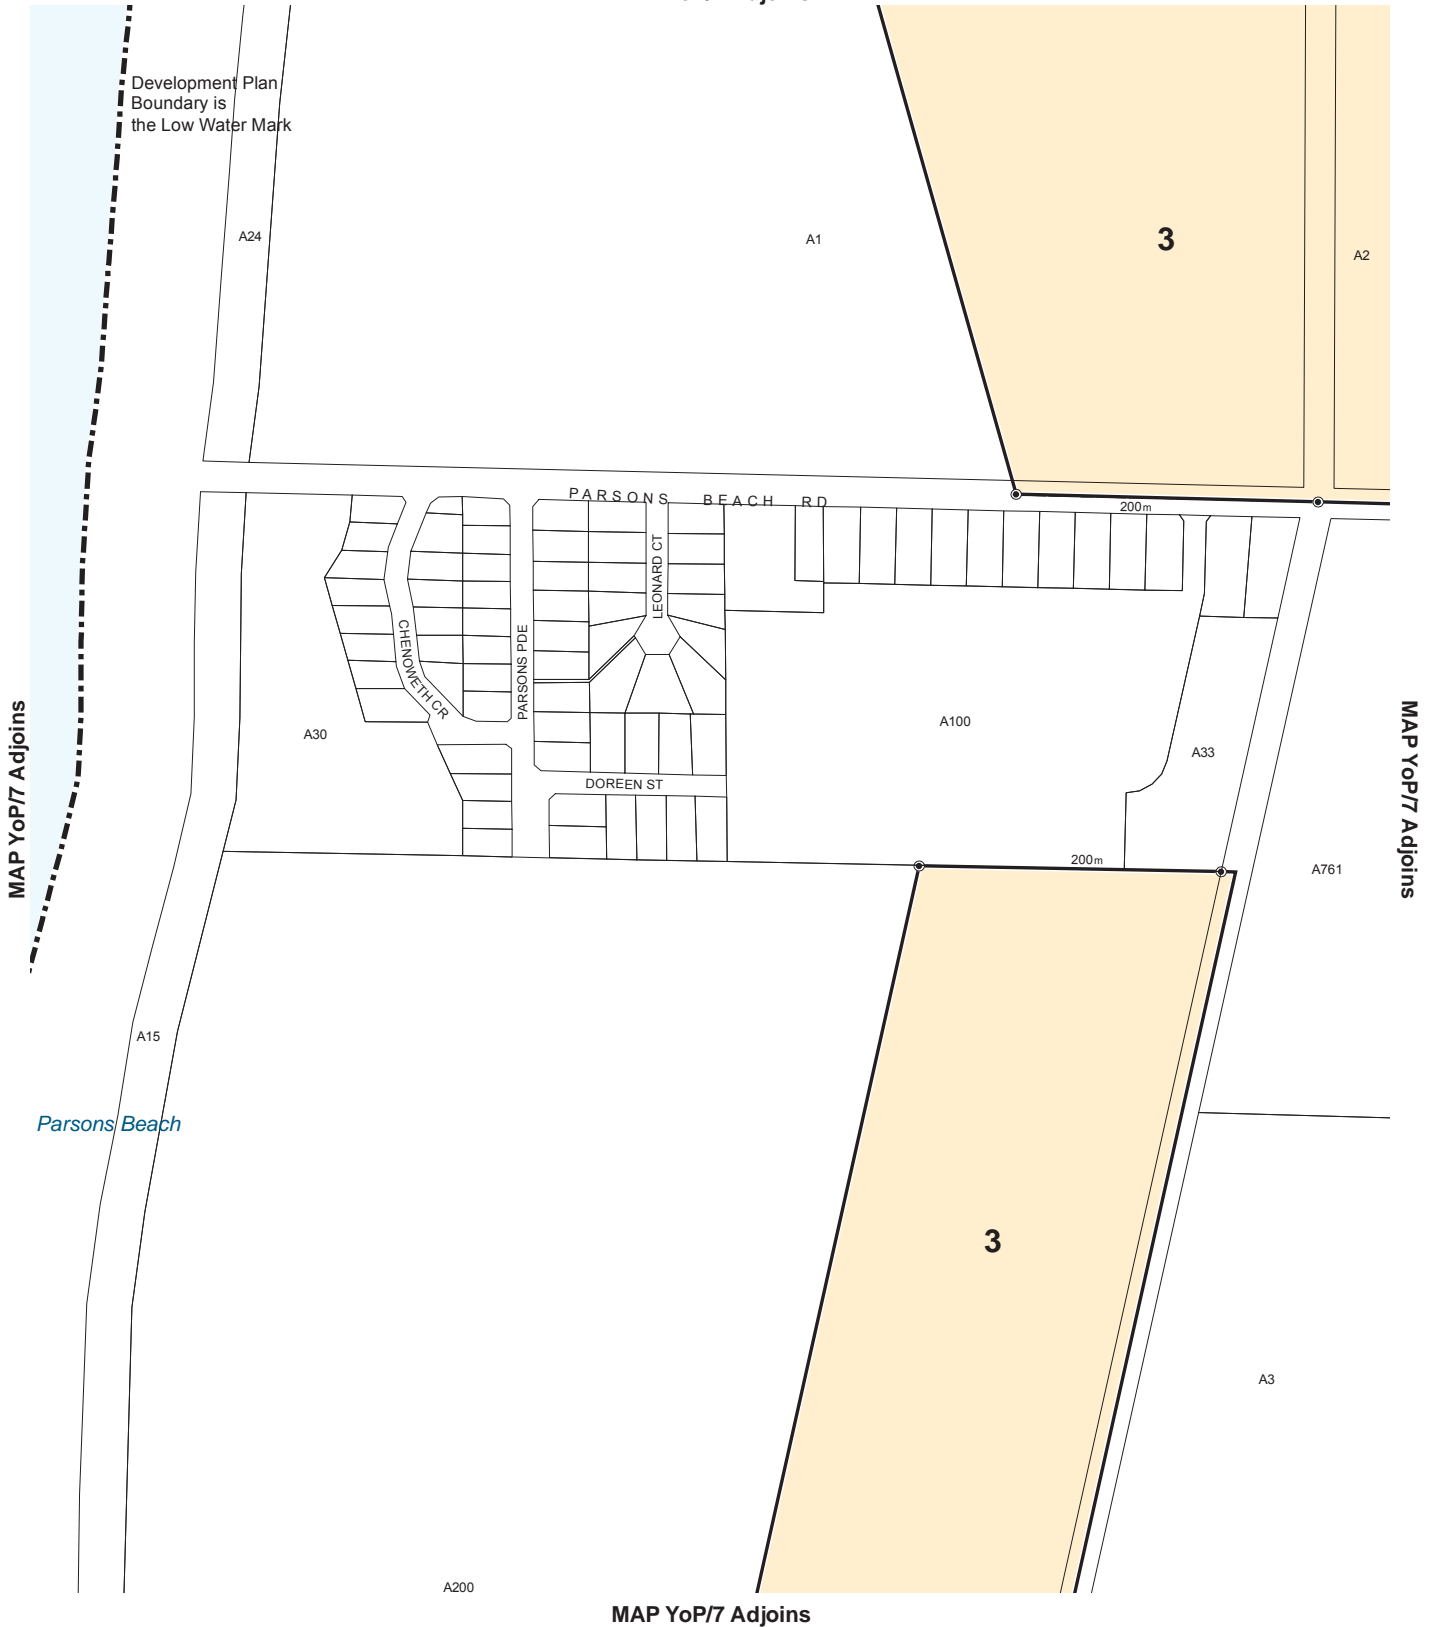 Development Plan
Boundary is
the Low Water Mark
A24
A1
3
A2
PARSONS BEACH RD
200m
LEONARD CT
CHENOWETH CR
PARSONS PDE
A30
A100
A33
DOREEN ST
MAP YoP/7 Adjoins
MAP YoP/7 Adjoins
200m
A761
A15
Parsons Beach
3
A3
A200
MAP YoP/7 Adjoins